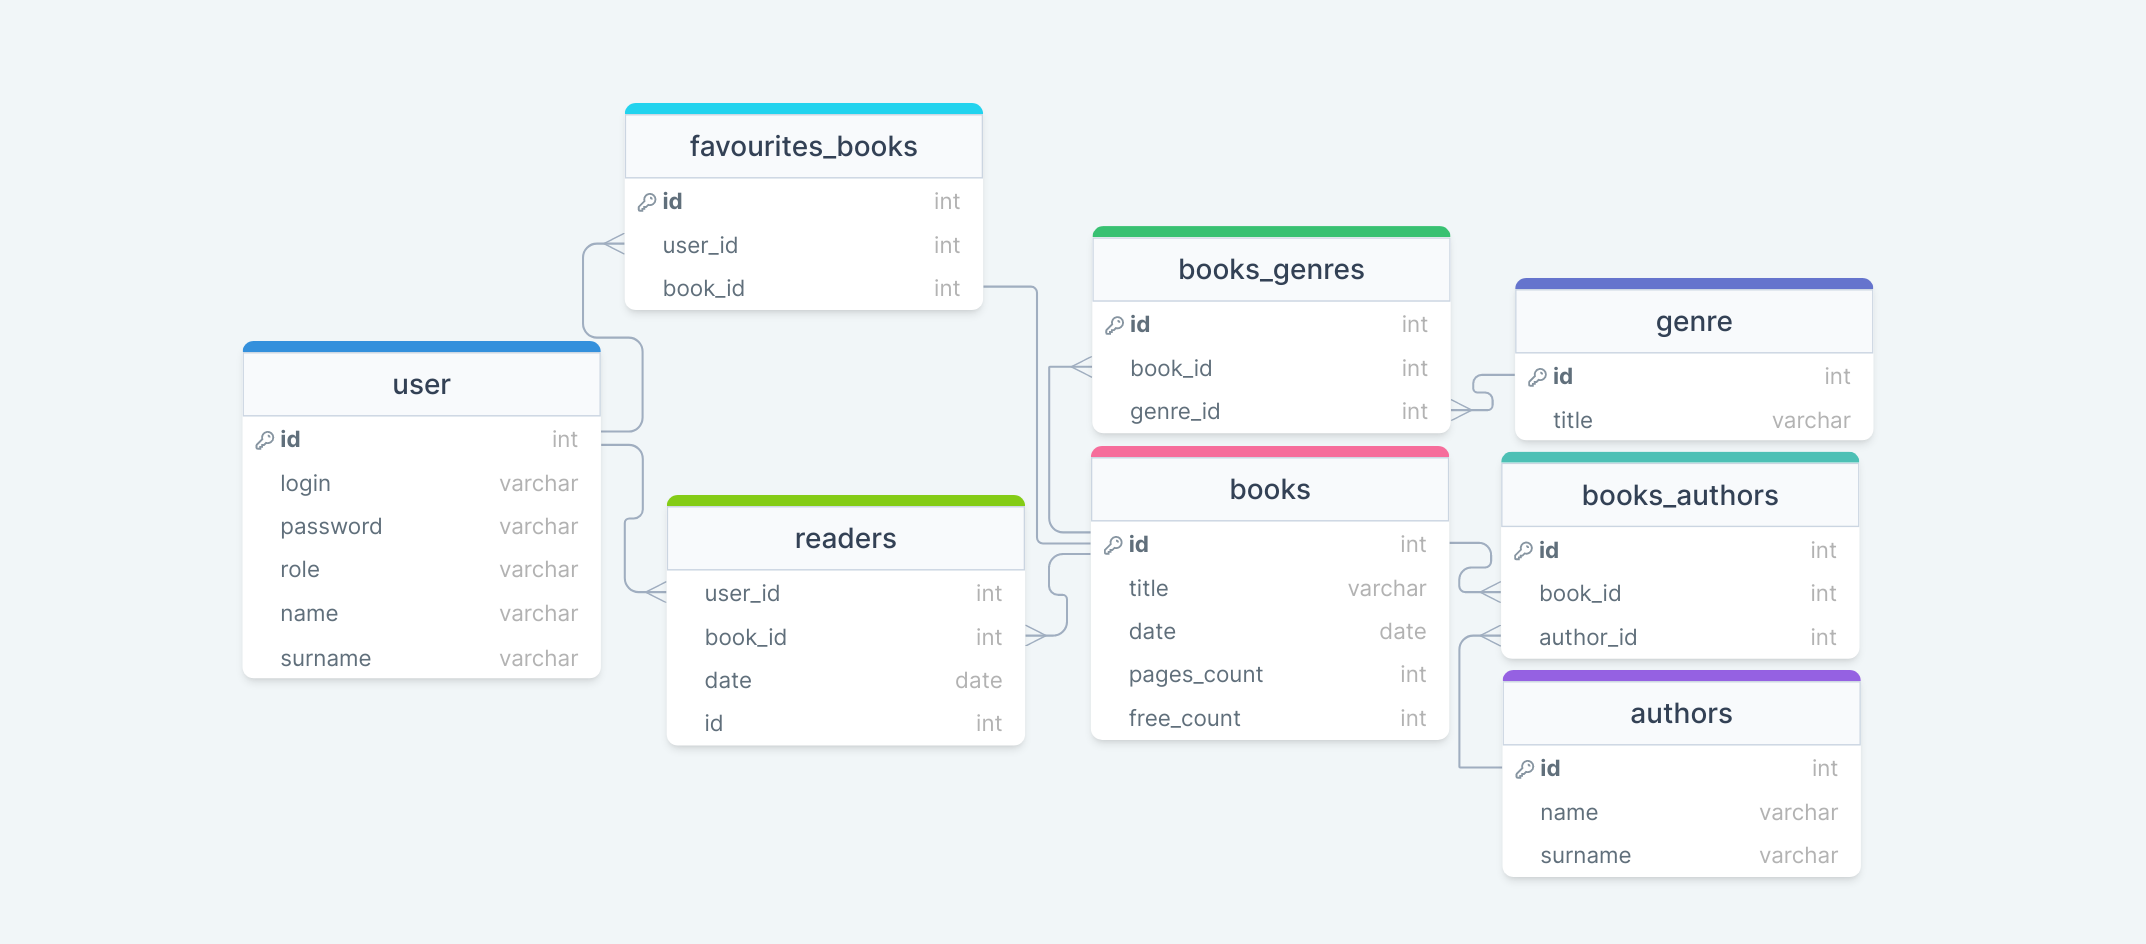 favourites_books
id int
user_id int
book_id int
user
id int
login varchar
password varchar
role varchar
name varchar
surname varchar
readers
user_id int
book_id int
date date
id int
books_genres
id int
book_id int
genre_id int
books
id int
title varchar
date date
pages_count int
free_count int
genre
id int
title varchar
books_authors
id int
book_id int
author_id int
authors
id int
name varchar
surname varchar